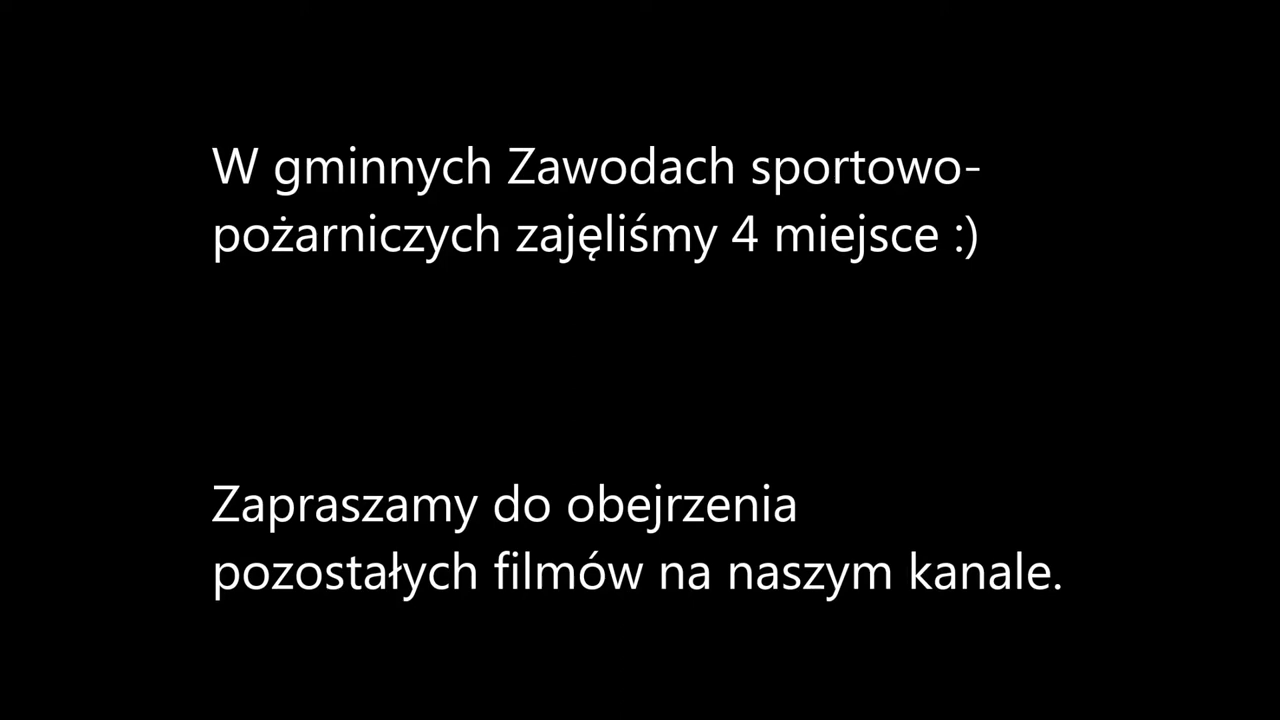 W gminnych Zawodach sportowo-
pożarniczych zajęliśmy 4 miejsce :)
Zapraszamy do obejrzenia
pozostałych filmów na naszym kanale.